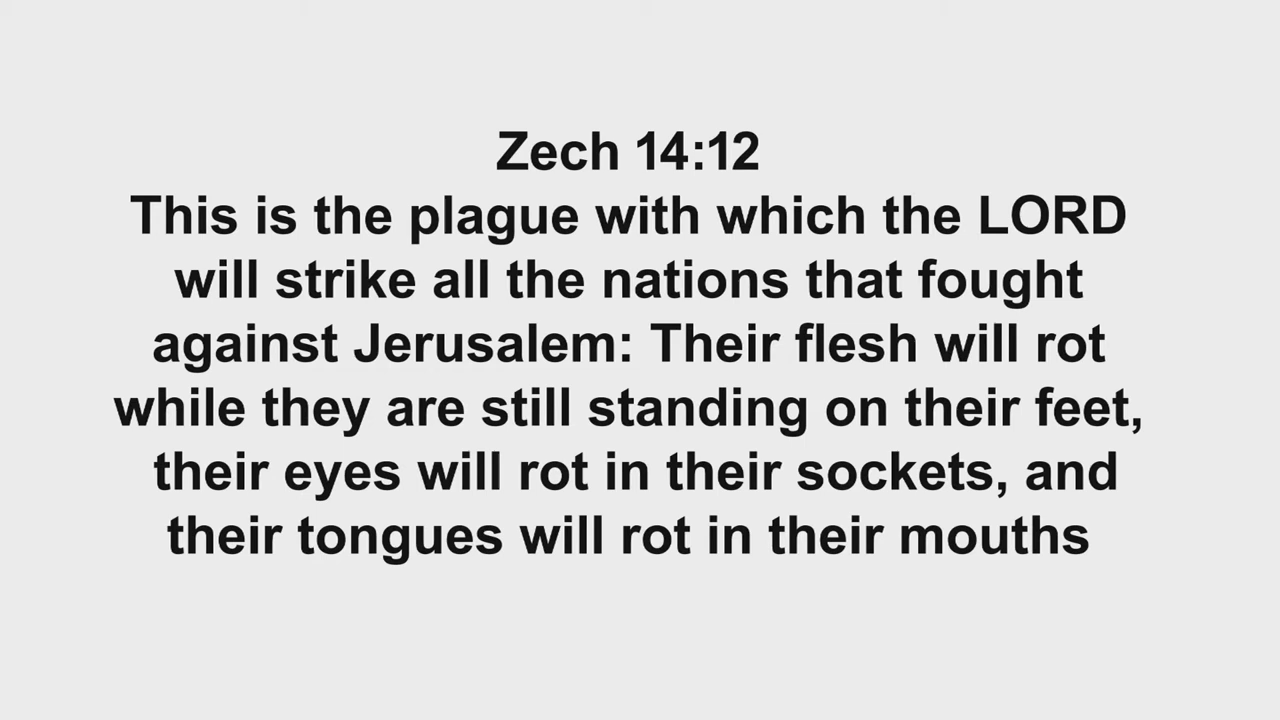 Zech 14:12
This is the plague with which the LORD
will strike all the nations that fought
against Jerusalem: Their flesh will rot
while they are still standing on their feet,
their eyes will rot in their sockets, and
their tongues will rot in their mouths